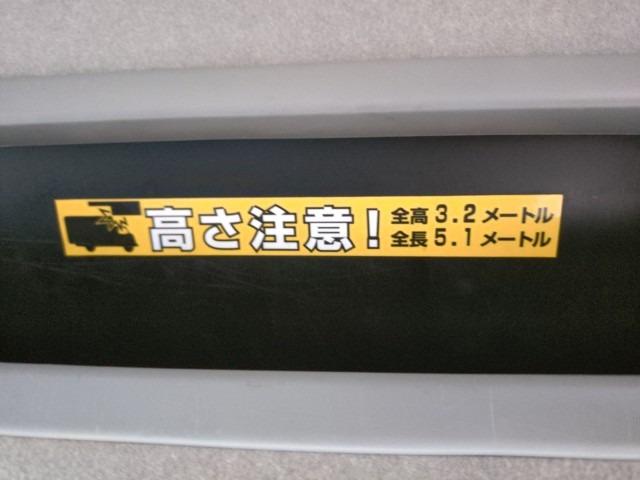 高さ注意!
全高 3.2 メートル
全長 5.1 メートル